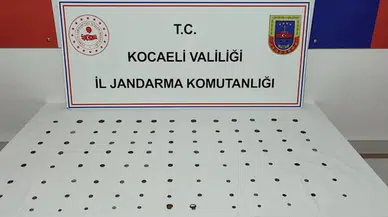 T.C.
KOCAELİ VALİLİĞİ
İL JANDARMA KOMUTANLIĞI